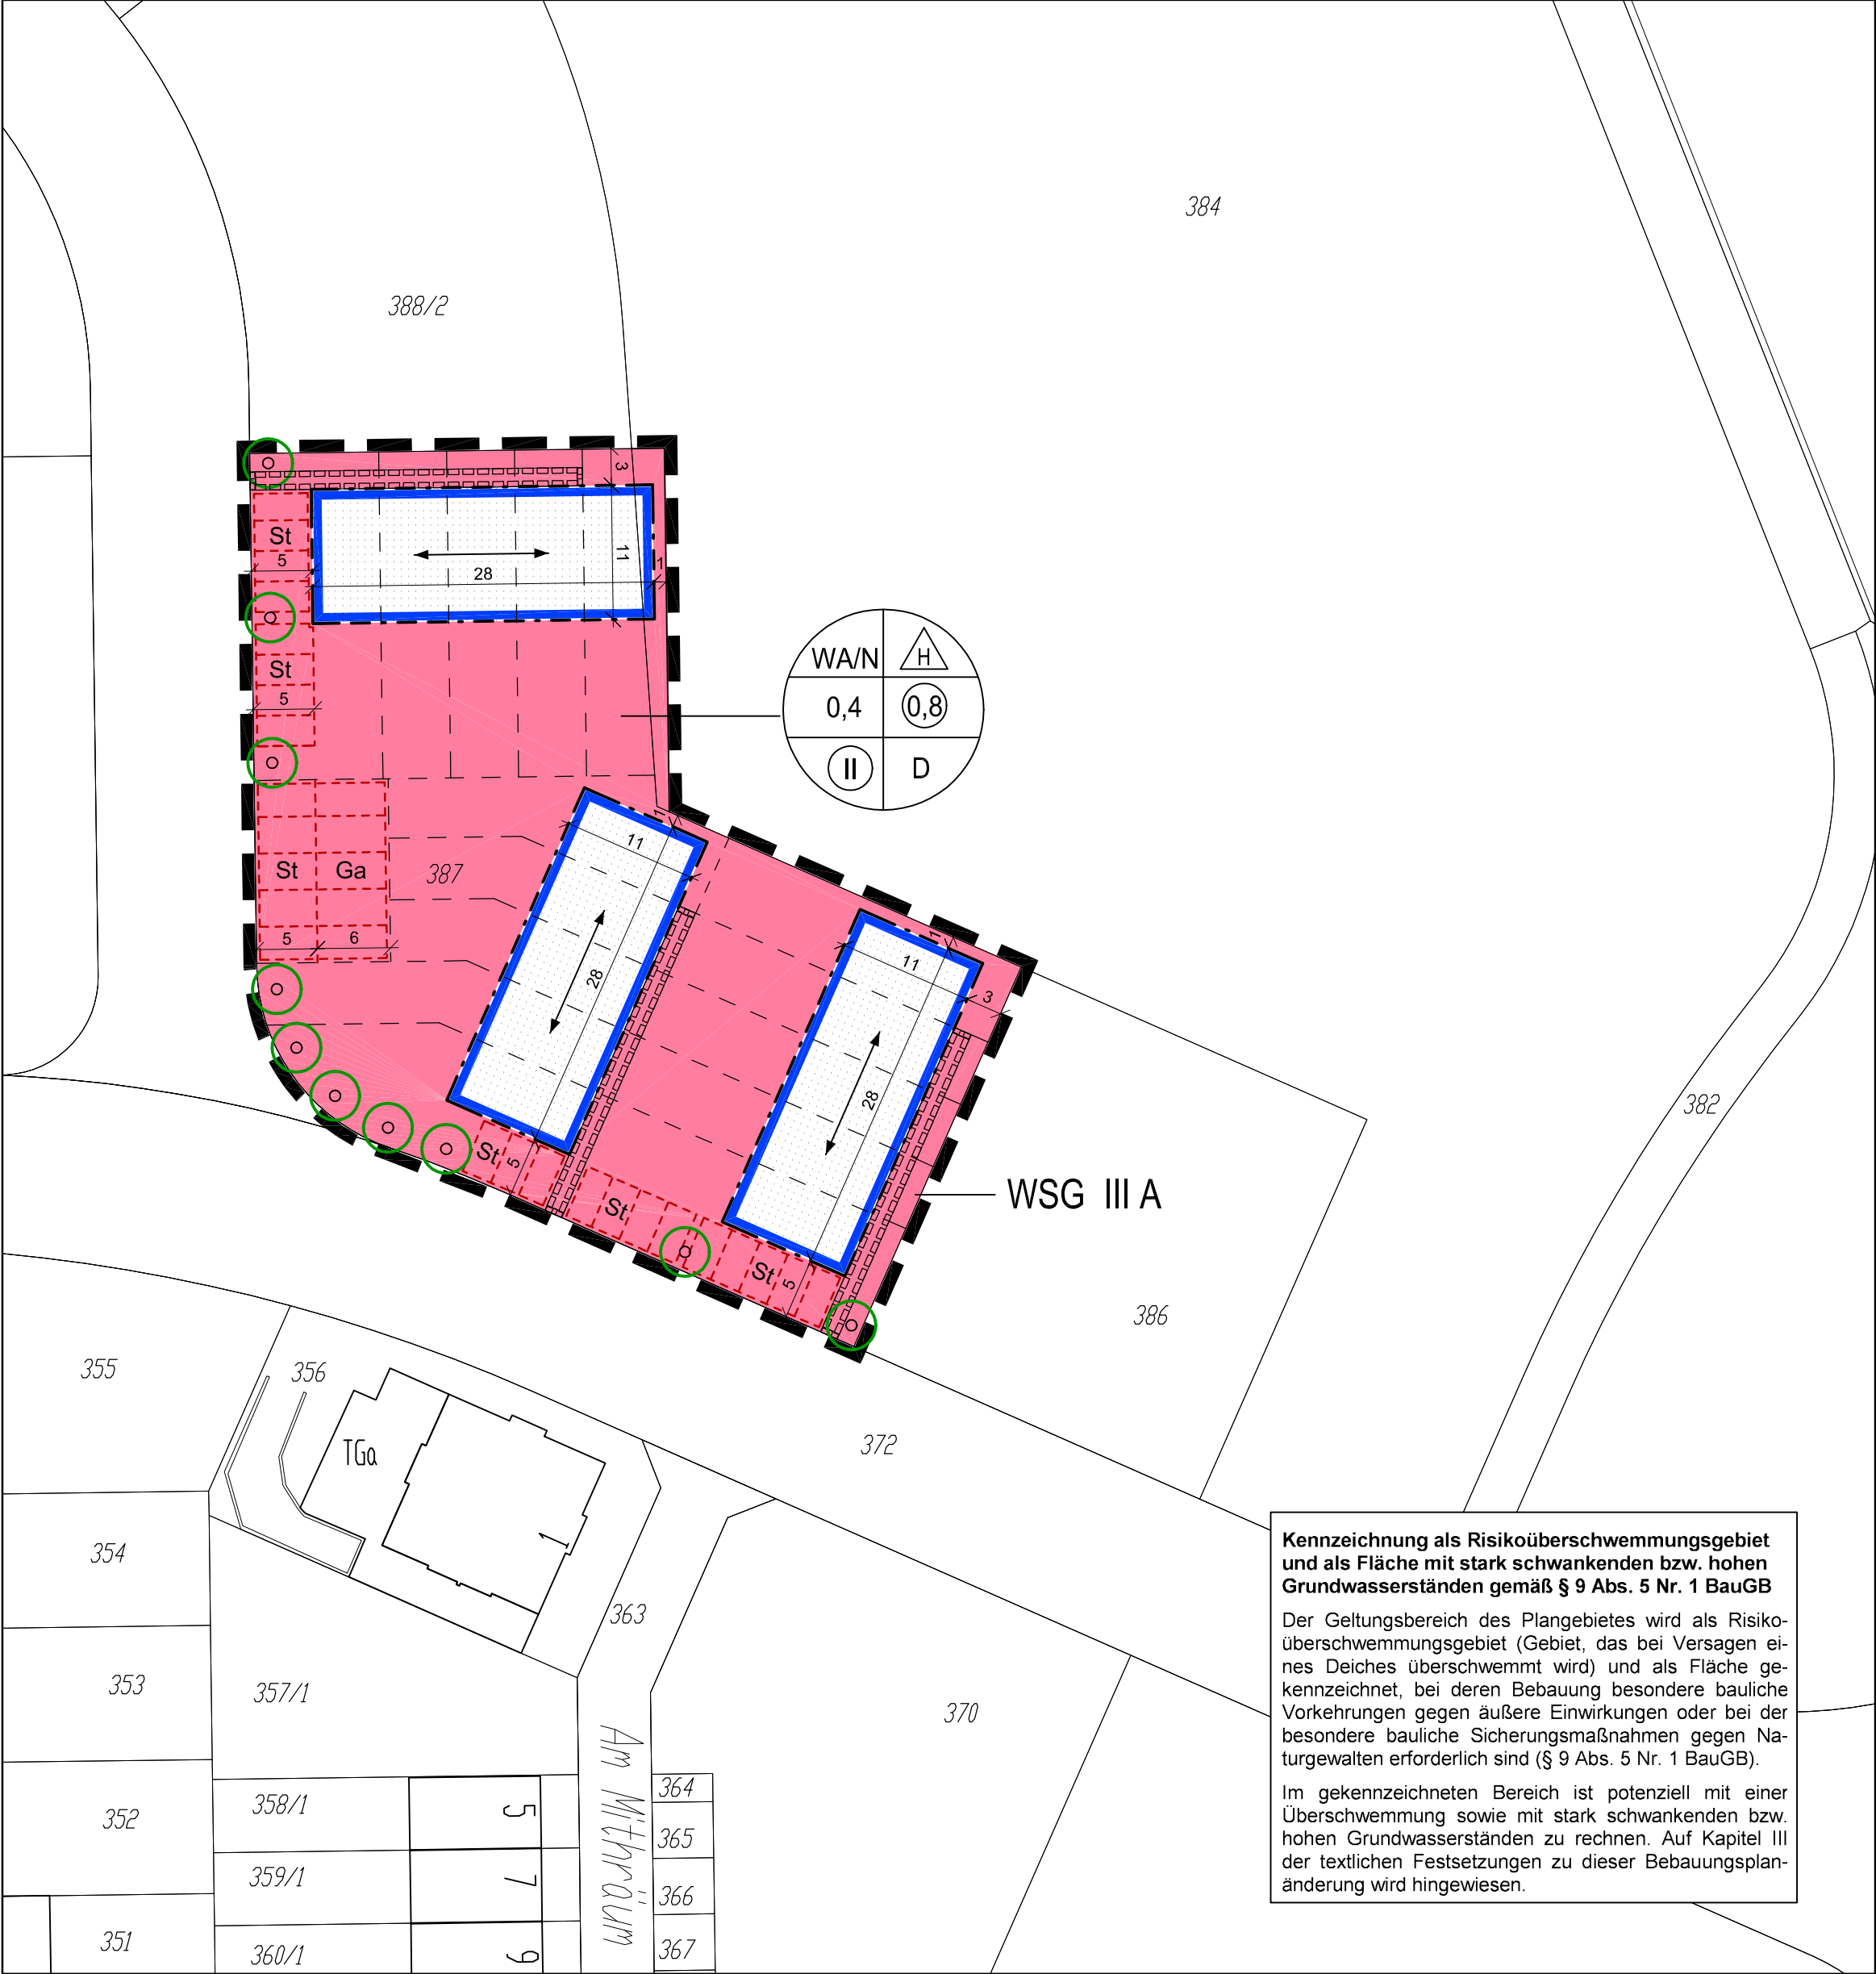 384
388/2
3
St
5
11
1
28
WA/N
H
St
0,4
0,8
5
II
D
1
11
St
Ga
387
1
5
6
11
28
3
28
382
St
5
WSG III A
St
St
5
386
355
356
372
TGa
1
354
363
353
357/1
370
Am Mithräum
364
358/1
5
352
365
359/1
7
366
351
360/1
9
367
Kennzeichnung als Risikoüberschwemmungsgebiet
und als Fläche mit stark schwankenden bzw. hohen
Grundwasserständen gemäß § 9 Abs. 5 Nr. 1 BauGB
Der Geltungsbereich des Plangebietes wird als Risiko-
überschwemmungsgebiet (Gebiet, das bei Versagen ei-
nes Deiches überschwemmt wird) und als Fläche ge-
kennzeichnet, bei deren Bebauung besondere bauliche
Vorkehrungen gegen äußere Einwirkungen oder bei der
besondere bauliche Sicherungsmaßnahmen gegen Na-
turgewalten erforderlich sind (§ 9 Abs. 5 Nr. 1 BauGB).
Im gekennzeichneten Bereich ist potenziell mit einer
Überschwemmung sowie mit stark schwankenden bzw.
hohen Grundwasserständen zu rechnen. Auf Kapitel III
der textlichen Festsetzungen zu dieser Bebauungsplan-
änderung wird hingewiesen.